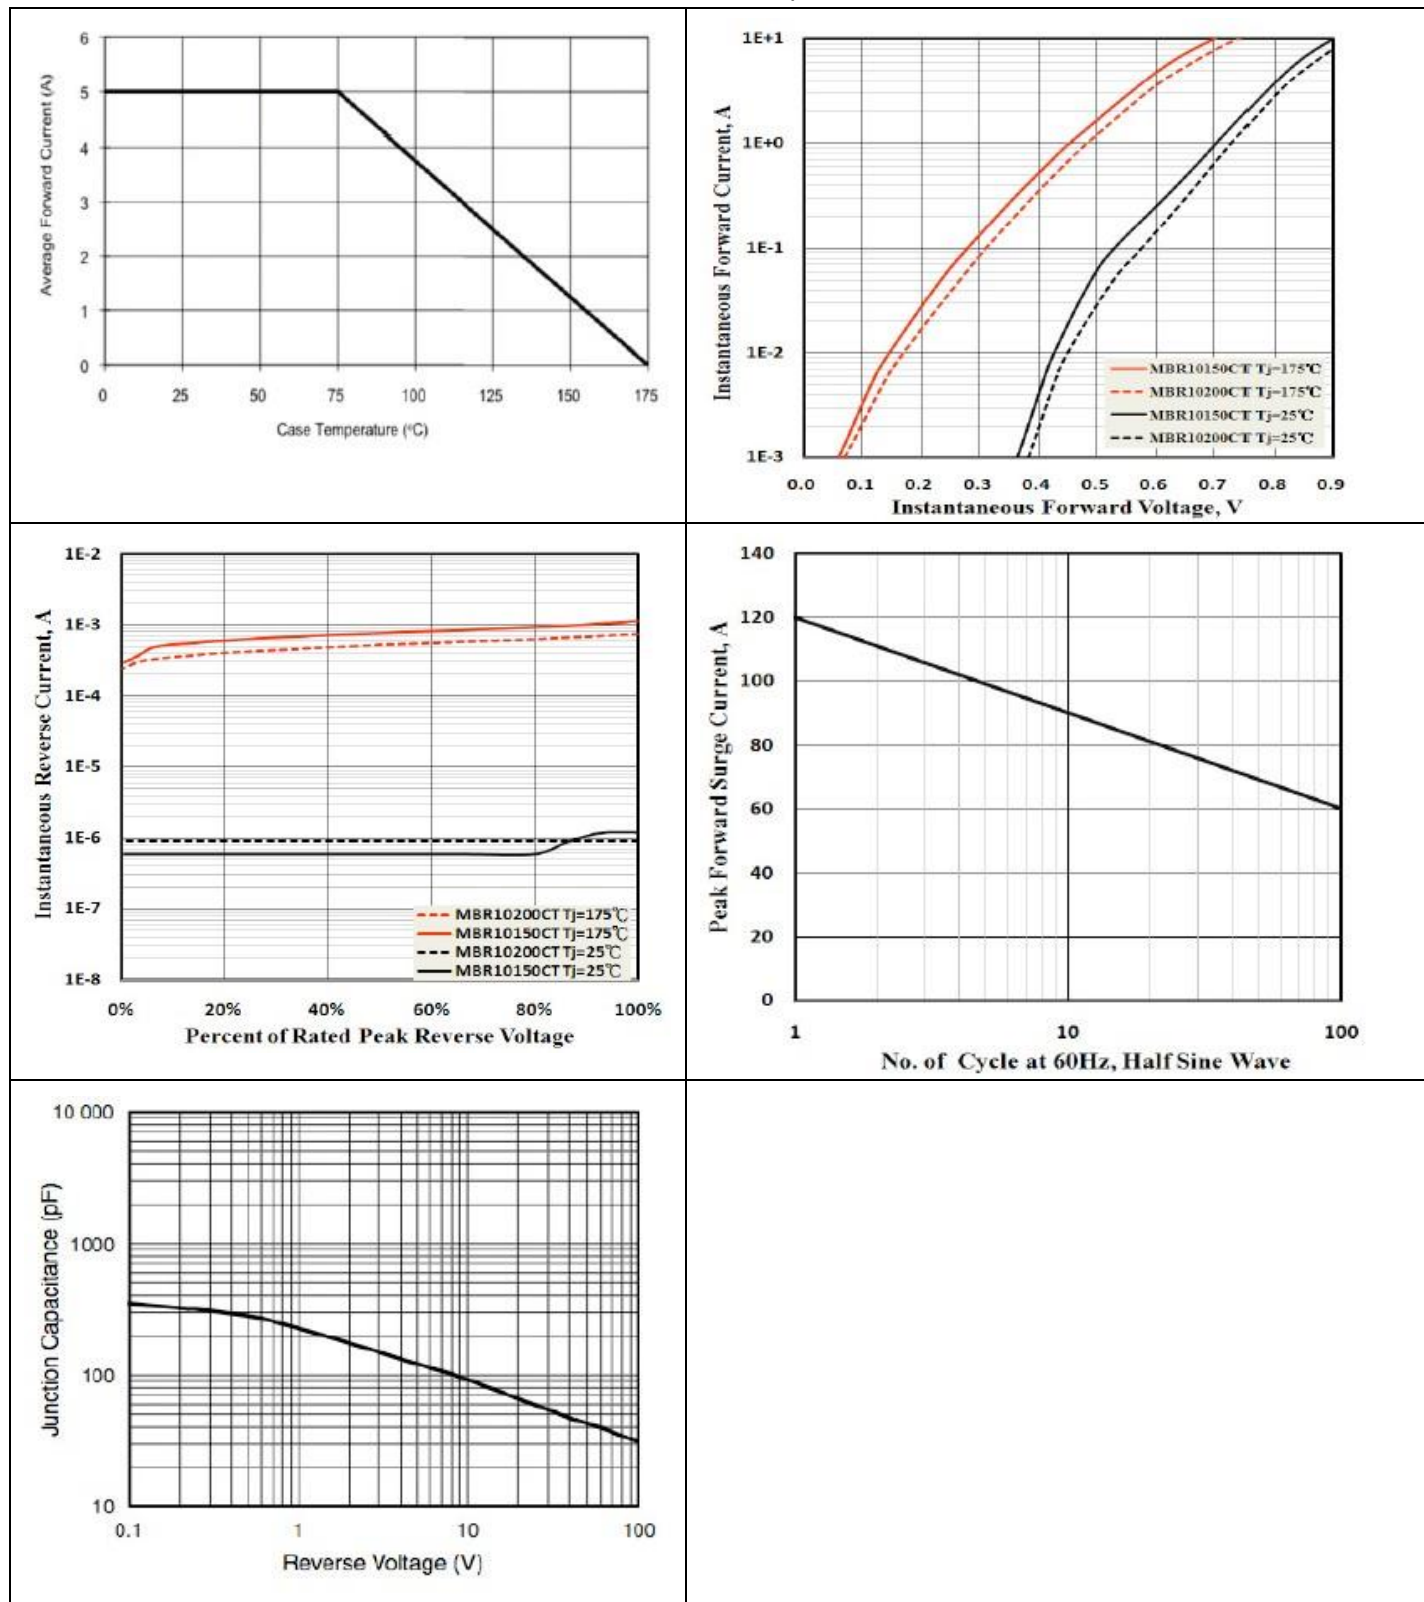 6
5
4
3
2
1
0
Average Forward Current (A)
0 25 50 75 100 125 150 175
Case Temperature (°C)
1E+1
1E+0
1E-1
1E-2
1E-3
Instantaneous Forward Current, A
MBR10150CT Tj=175℃
MBR10200CT Tj=175℃
MBR10150CT Tj=25℃
MBR10200CT Tj=25℃
0.0 0.1 0.2 0.3 0.4 0.5 0.6 0.7 0.8 0.9
Instantaneous Forward Voltage, V
1E-2
1E-3
1E-4
1E-5
1E-6
1E-7
1E-8
Instantaneous Reverse Current, A
MBR10200CT Tj=175℃
MBR10150CT Tj=175℃
MBR10200CT Tj=25℃
MBR10150CT Tj=25℃
0% 20% 40% 60% 80% 100%
Percent of Rated Peak Reverse Voltage
140
120
100
80
60
40
20
0
Peak Forward Surge Current, A
1 10 100
No. of Cycle at 60Hz, Half Sine Wave
10 000
1000
100
10
Junction Capacitance (pF)
0.1 1 10 100
Reverse Voltage (V)